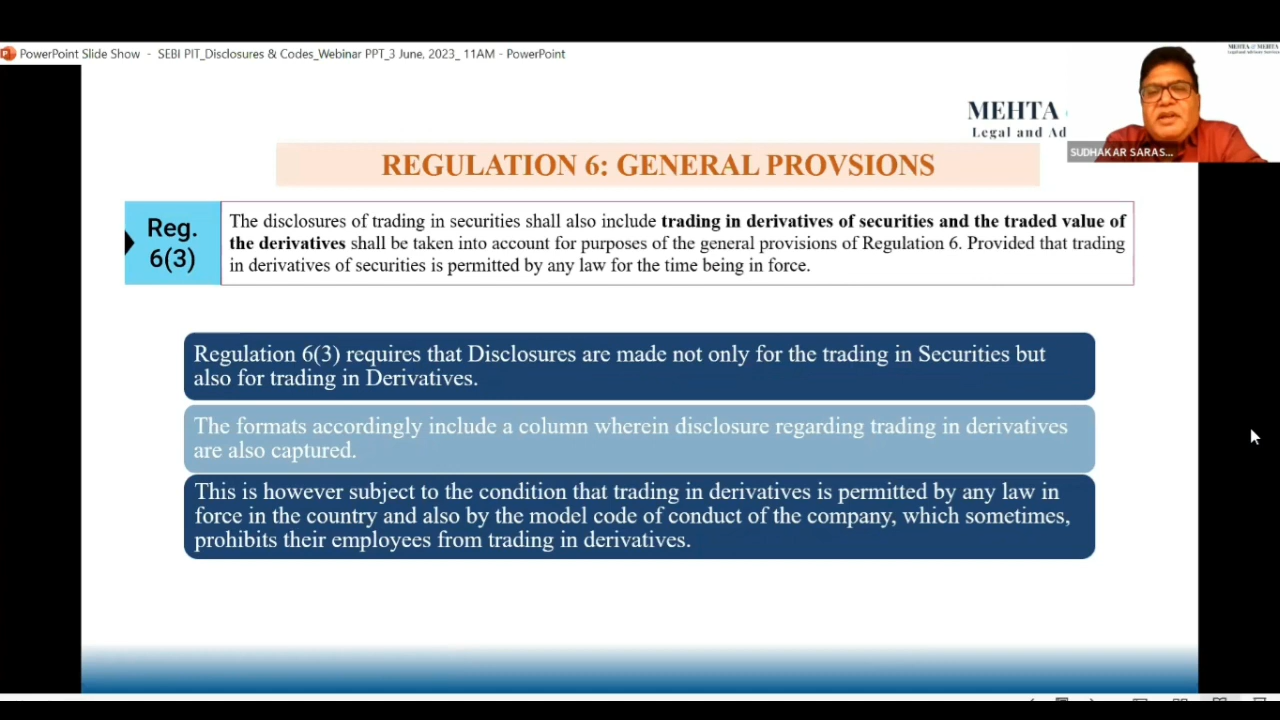 PowerPoint Slide Show - SEBI PIT_Disclosures & Codes_Webinar PPT_3 June, 2023_ 11AM - PowerPoint
MEHTA & MEHTA
Legal and Advisory Services
MEHTA
Legal and Ad
SUDHAKAR SARAS...
REGULATION 6: GENERAL PROVSIONS
Reg.
6(3)
The disclosures of trading in securities shall also include trading in derivatives of securities and the traded value of
the derivatives shall be taken into account for purposes of the general provisions of Regulation 6. Provided that trading
in derivatives of securities is permitted by any law for the time being in force.
Regulation 6(3) requires that Disclosures are made not only for the trading in Securities but
also for trading in Derivatives.
The formats accordingly include a column wherein disclosure regarding trading in derivatives
are also captured.
This is however subject to the condition that trading in derivatives is permitted by any law in
force in the country and also by the model code of conduct of the company, which sometimes,
prohibits their employees from trading in derivatives.